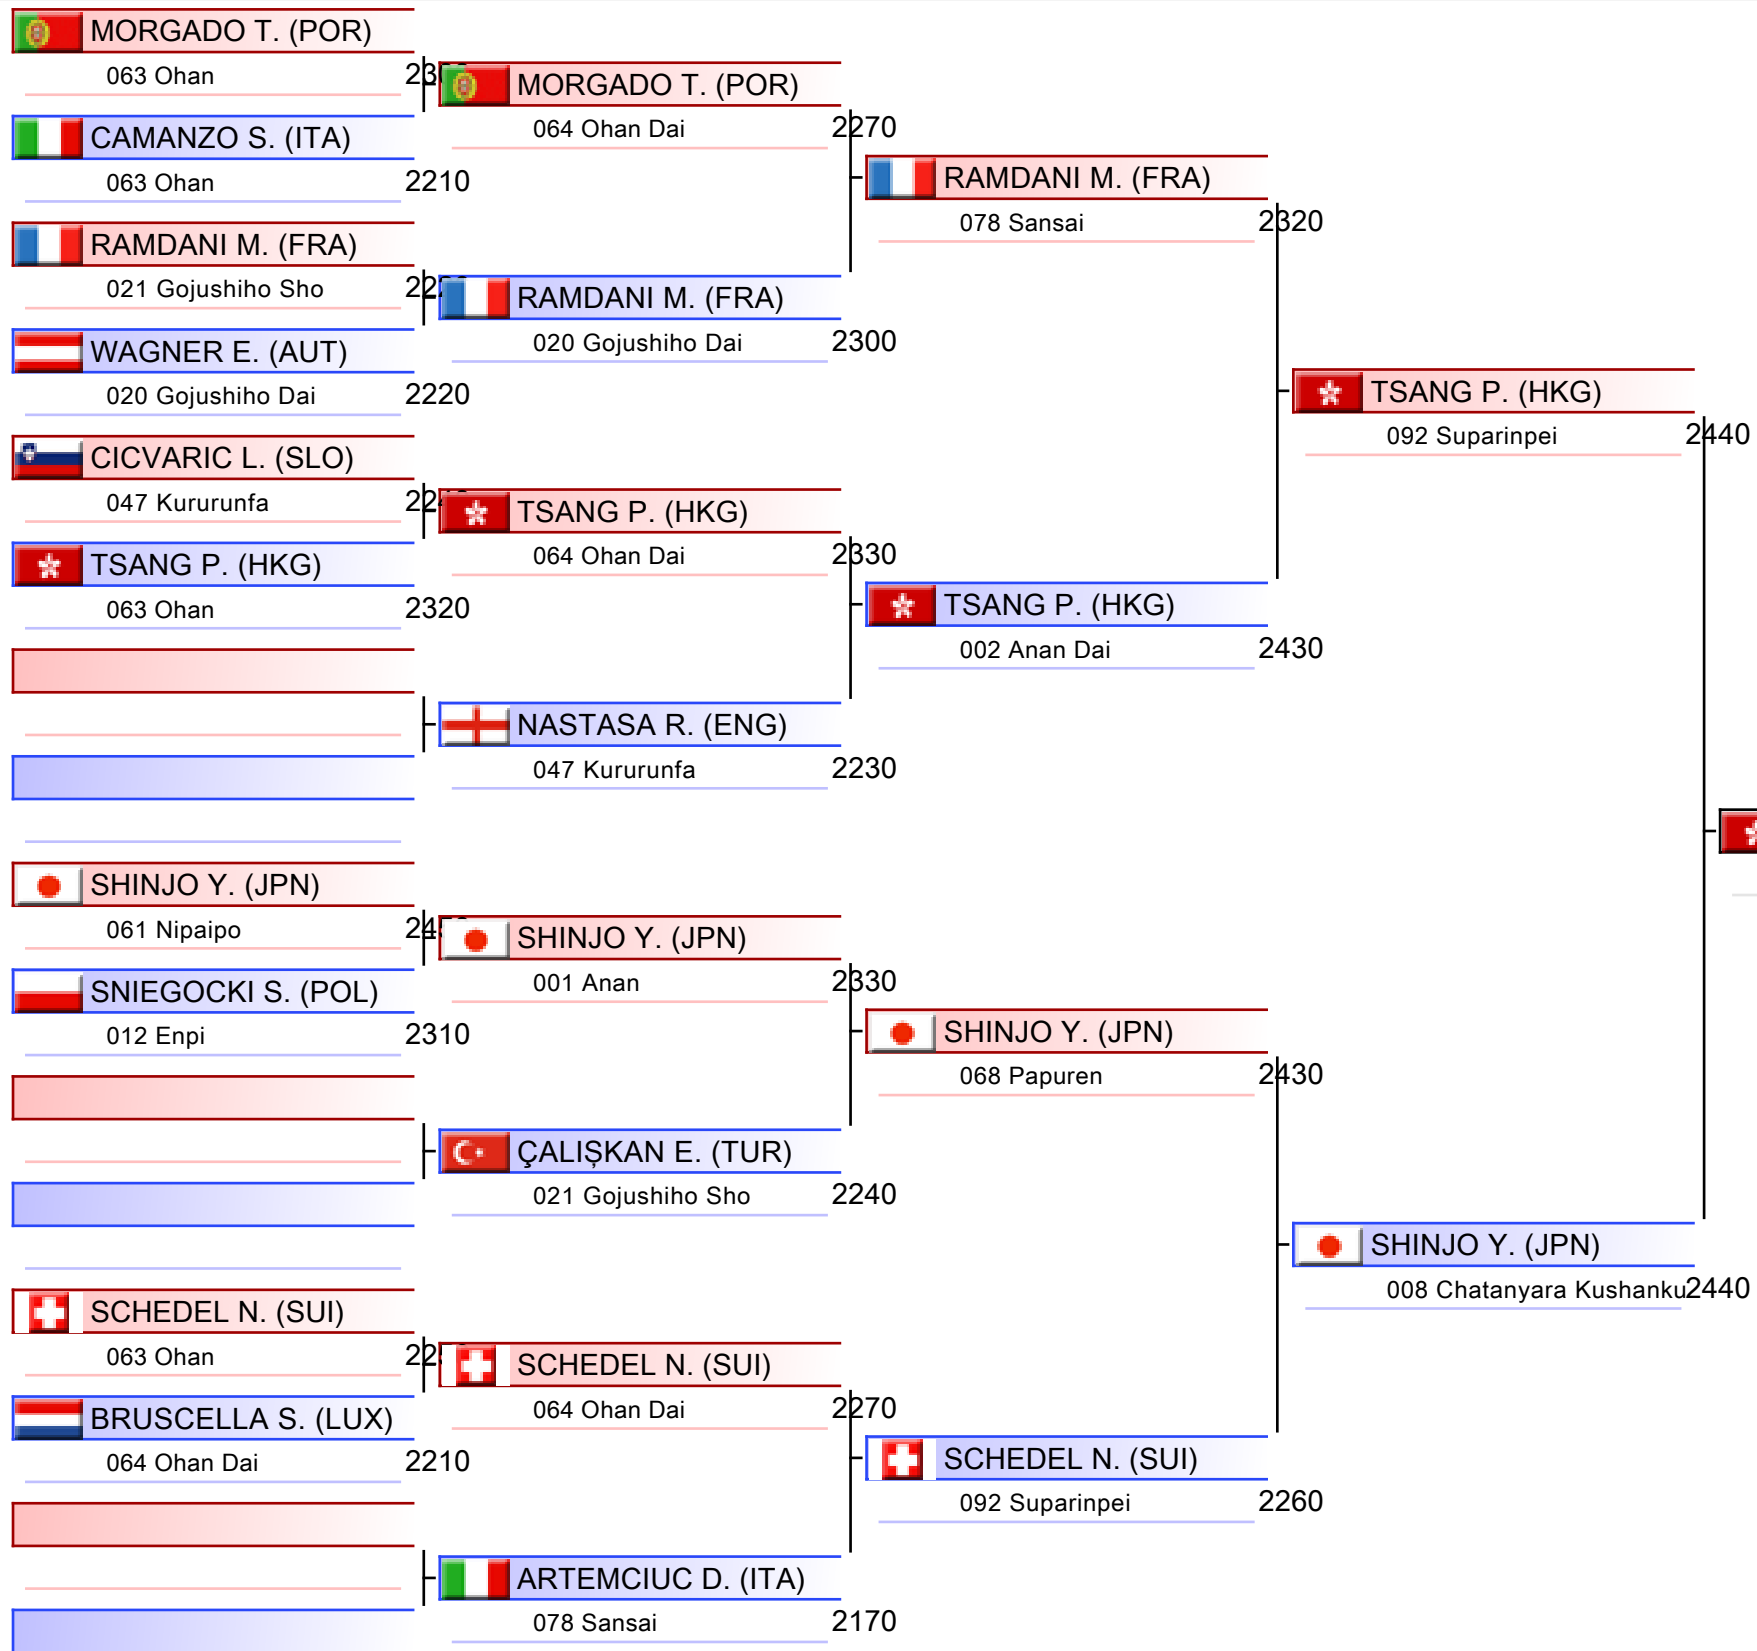 MORGADO T. (POR)
063 Ohan
CAMANZO S. (ITA)
063 Ohan 2210
RAMDANI M. (FRA)
021 Gojushiho Sho
WAGNER E. (AUT)
020 Gojushiho Dai 2220
CICVARIC L. (SLO)
047 Kururunfa
TSANG P. (HKG)
063 Ohan 2320
SHINJO Y. (JPN)
061 Nipaipo
SNIEGOCKI S. (POL)
012 Enpi 2310
SCHEDEL N. (SUI)
063 Ohan
BRUSCELLA S. (LUX)
064 Ohan Dai 2210
MORGADO T. (POR)
064 Ohan Dai 2270
RAMDANI M. (FRA)
020 Gojushiho Dai 2300
TSANG P. (HKG)
064 Ohan Dai 2330
NASTASA R. (ENG)
047 Kururunfa 2230
SHINJO Y. (JPN)
001 Anan 2330
ÇALIŞKAN E. (TUR)
021 Gojushiho Sho 2240
SCHEDEL N. (SUI)
064 Ohan Dai 2270
ARTEMCIUC D. (ITA)
078 Sansai 2170
RAMDANI M. (FRA)
078 Sansai 2320
TSANG P. (HKG)
002 Anan Dai 2430
SHINJO Y. (JPN)
068 Papuren 2430
SCHEDEL N. (SUI)
092 Suparinpei 2260
TSANG P. (HKG)
092 Suparinpei 2440
SHINJO Y. (JPN)
008 Chatanyara Kushanku 2440